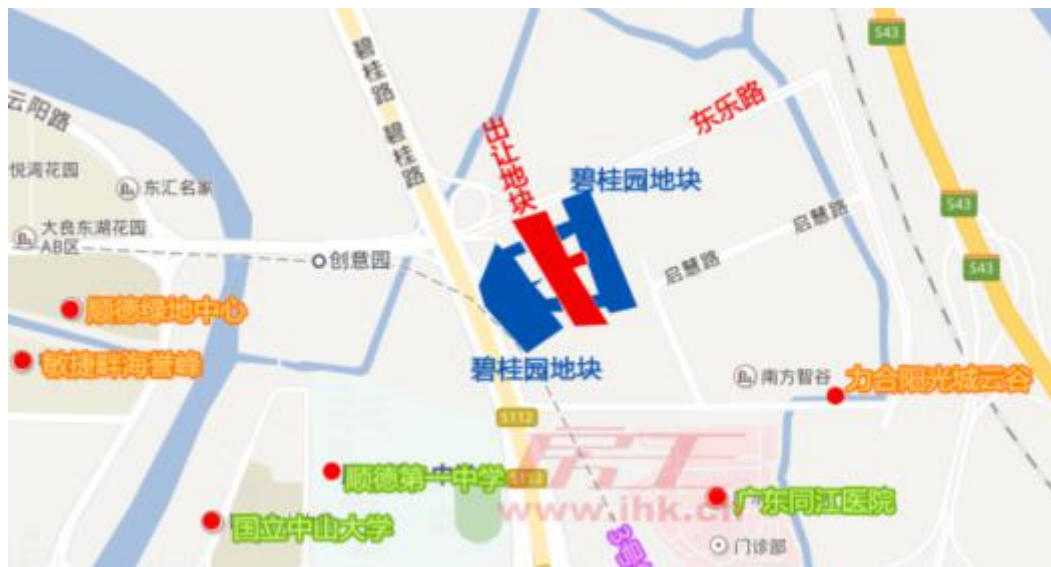 S43
碧桂路
碧桂路
云阳路
出让地块
东乐路
悦湾花园
东汇名家
碧桂园地块
大良东湖花园
AB区
创意园
S43
启慧路
启慧路
S43
顺德绿地中心
敏捷畔海誉峰
碧桂园地块
南方智谷
力合阳光城云谷
S112
房王
顺德第一中学
www.ihk.cn
广东同江医院
国立中山大学
3号
门诊部